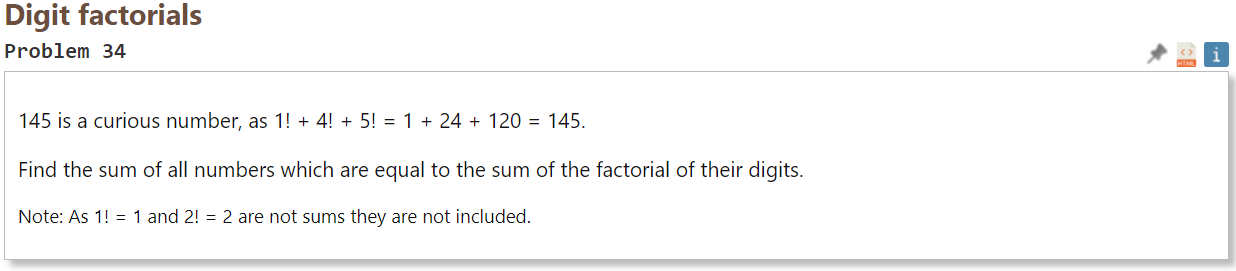 Digit factorials
Problem 34
HTML
i
145 is a curious number, as 1! + 4! + 5! = 1 + 24 + 120 = 145.
Find the sum of all numbers which are equal to the sum of the factorial of their digits.
Note: As 1! = 1 and 2! = 2 are not sums they are not included.